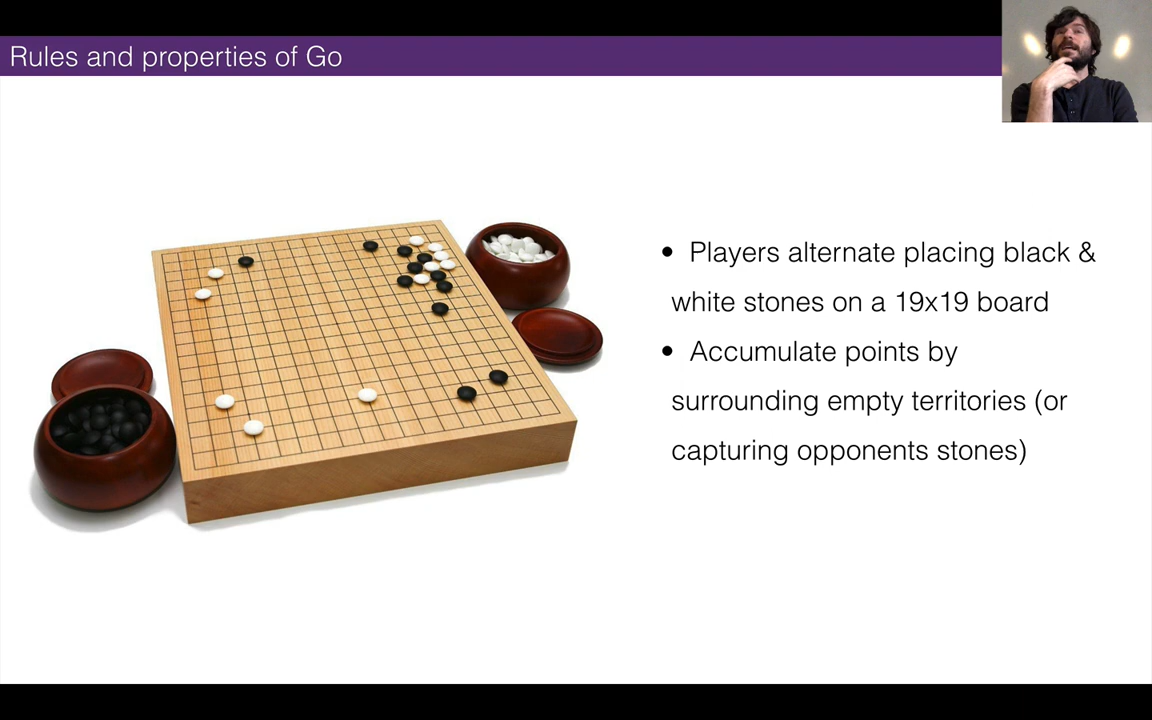 Rules and properties of Go
• Players alternate placing black &
white stones on a 19x19 board
• Accumulate points by
surrounding empty territories (or
capturing opponents stones)